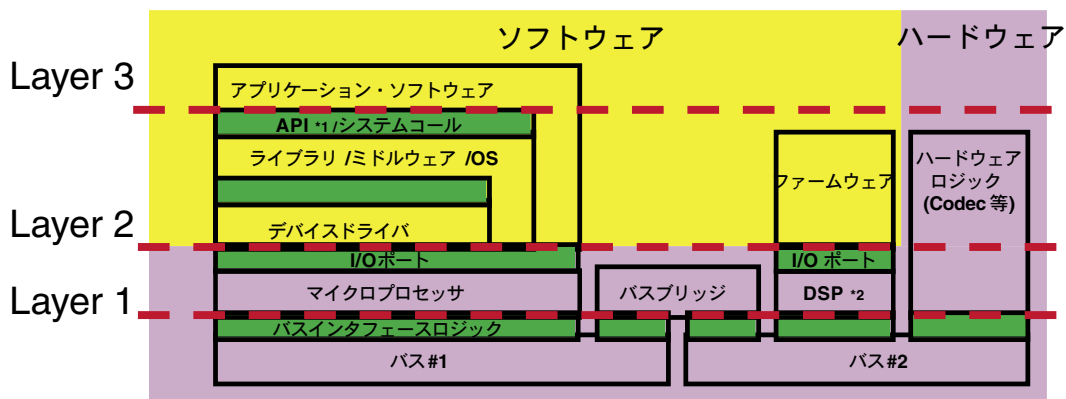 ソフトウェア
ハードウェア
Layer 3
アプリケーション・ソフトウェア
API *1 /システムコール
ライブラリ /ミドルウェア /OS
ファームウェア
ハードウェア
ロジック
(Codec 等)
Layer 2
デバイスドライバ
I/Oポート
I/O ポート
Layer 1
マイクロプロセッサ
バスブリッジ
DSP *2
バスインタフェースロジック
バス#1
バス#2